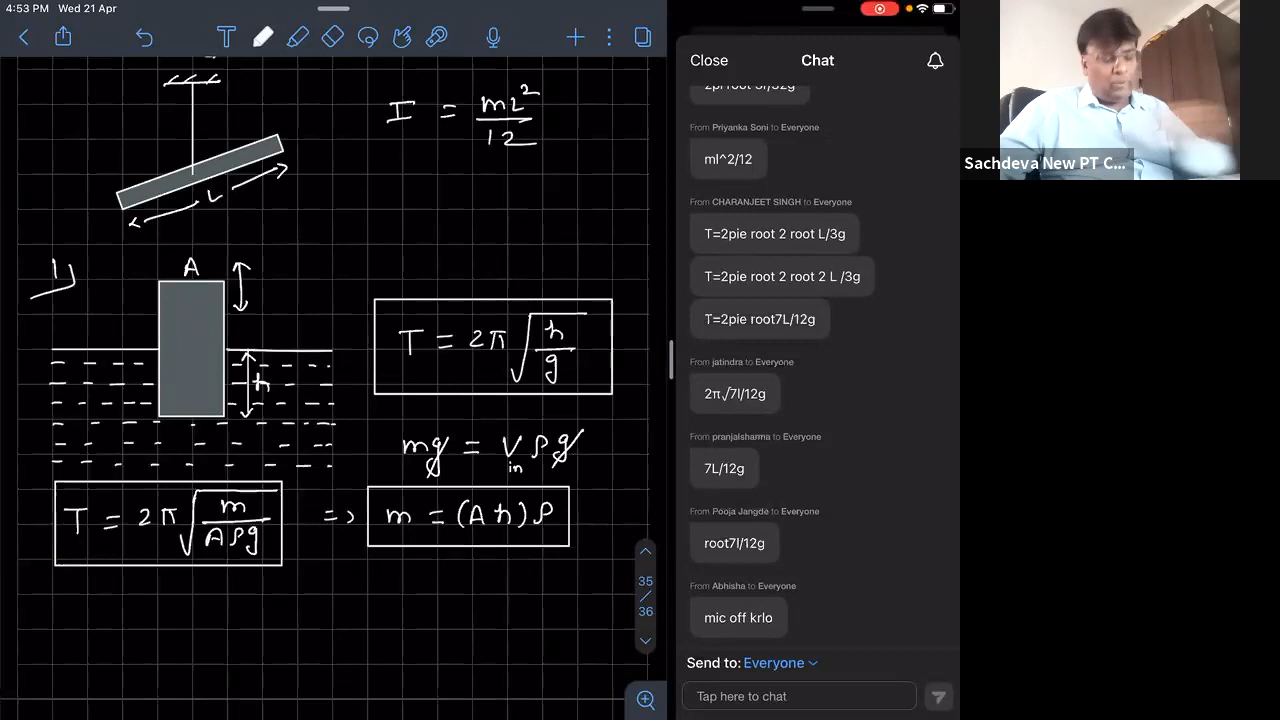 4:53 PM Wed 21 Apr
I = mL²/12
L
1)
A
h
T = 2π √(h/g)
mg = V in ρg
T = 2π √(m/Aρg) => m = (Ah)ρ
35
/
36
Close Chat
From Priyanka Soni to Everyone
ml^2/12
From CHARANJEET SINGH to Everyone
T=2pie root 2 root L/3g
T=2pie root 2 root 2 L /3g
T=2pie root7L/12g
From jatindra to Everyone
2π√7l/12g
From pranjalsharma to Everyone
7L/12g
From Pooja Jangde to Everyone
root7l/12g
From Abhisha to Everyone
mic off krlo
Send to: Everyone
Tap here to chat
Sachdeva New PT C...